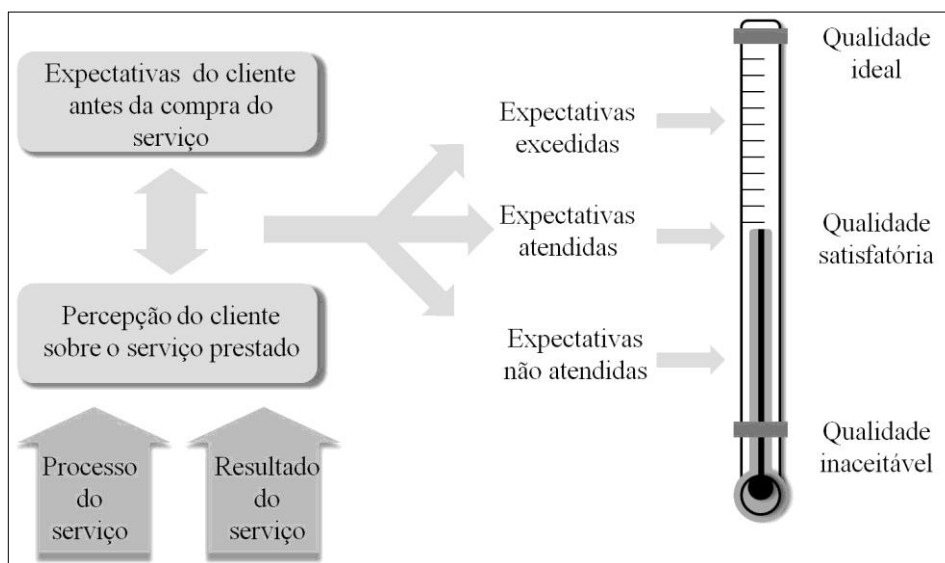 Expectativas do cliente
antes da compra do
serviço
Percepção do cliente
sobre o serviço prestado
Processo
do
serviço
Resultado
do
serviço
Expectativas
excedidas
Expectativas
atendidas
Expectativas
não atendidas
Qualidade
ideal
Qualidade
satisfatória
Qualidade
inaceitável